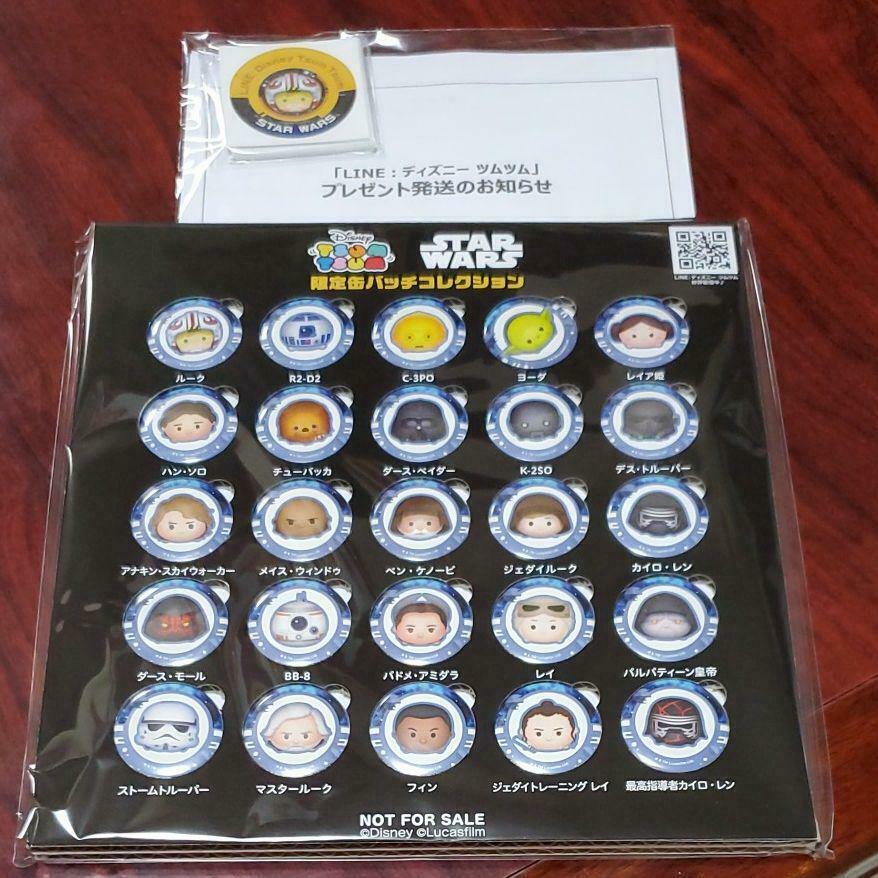 LINE Disney Tsum Tsum
STAR WARS
「LINE：ディズニー ツムツム」
プレゼント発送のお知らせ
Disney
TSUM
TSUM
STAR
WARS
限定缶バッチコレクション
LINE：ディズニー ツムツム
ルーク
R2-D2
C-3PO
ヨーダ
レイア姫
ハン・ソロ
チューバッカ
ダース・ベイダー
K-2SO
デス・トルーパー
アナキン・スカイウォーカー
メイス・ウィンドゥ
ベン・ケノービ
ジェダイルーク
カイロ・レン
ダース・モール
BB-8
パドメ・アミダラ
レイ
パルパティーン皇帝
ストームトルーパー
マスタールーク
フィン
ジェダイトレーニング レイ
最高指導者カイロ・レン
NOT FOR SALE
©Disney ©Lucasfilm